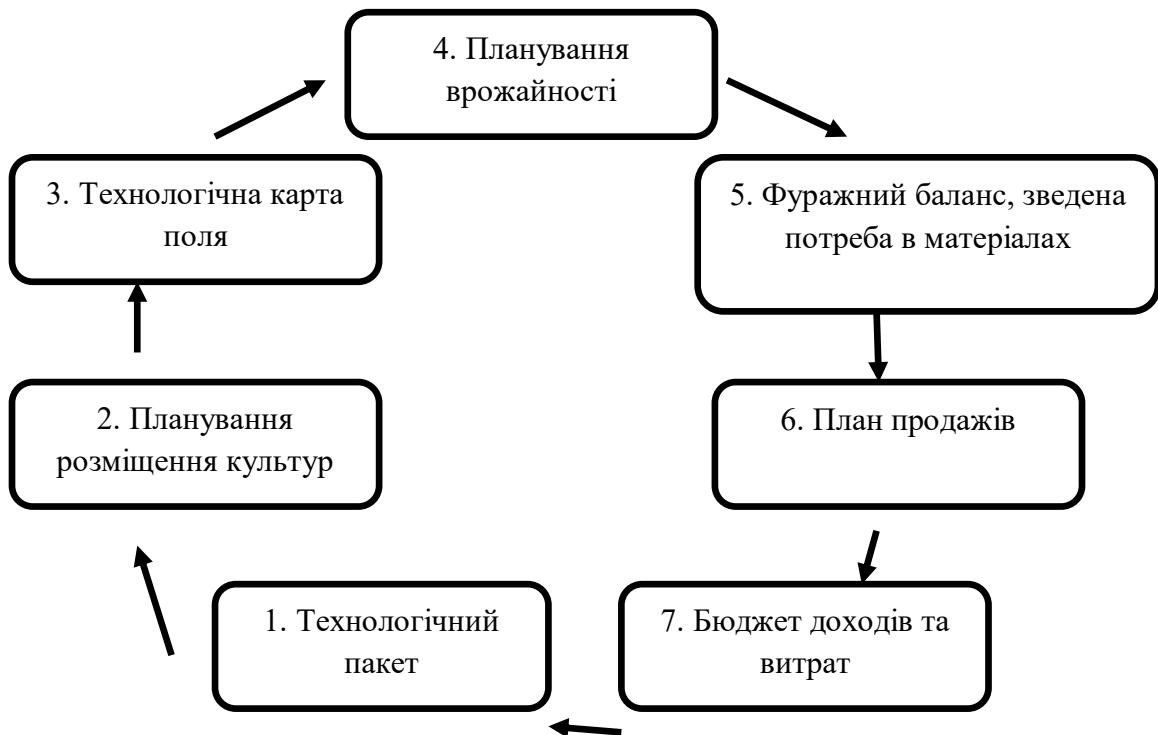 4. Планування
врожайності
3. Технологічна карта
поля
5. Фуражний баланс, зведена
потреба в матеріалах
2. Планування
розміщення культур
6. План продажів
1. Технологічний
пакет
7. Бюджет доходів та
витрат